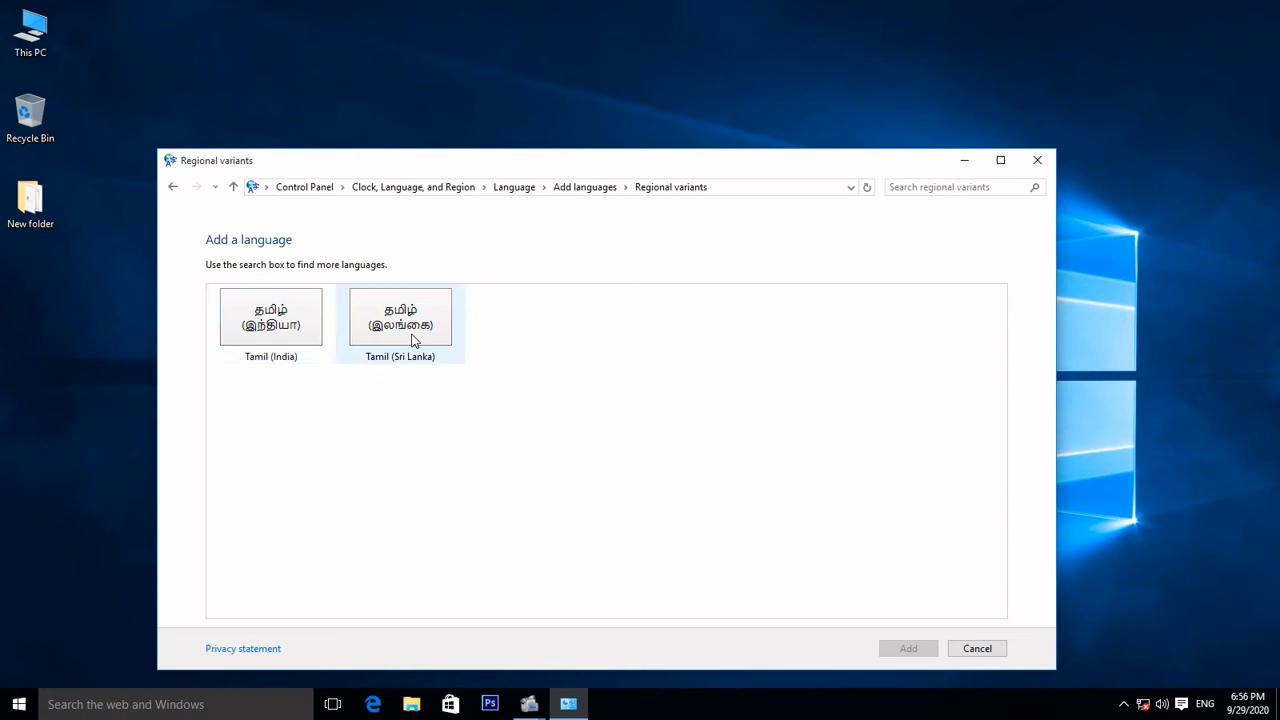 This PC
Recycle Bin
New folder
Regional variants
Control Panel › Clock, Language, and Region › Language › Add languages › Regional variants
Search regional variants
Add a language
Use the search box to find more languages.
தமிழ்
(இந்தியா)
Tamil (India)
தமிழ்
(இலங்கை)
Tamil (Sri Lanka)
Privacy statement
Add
Cancel
Search the web and Windows
Ps
ENG
6:56 PM
9/29/2020